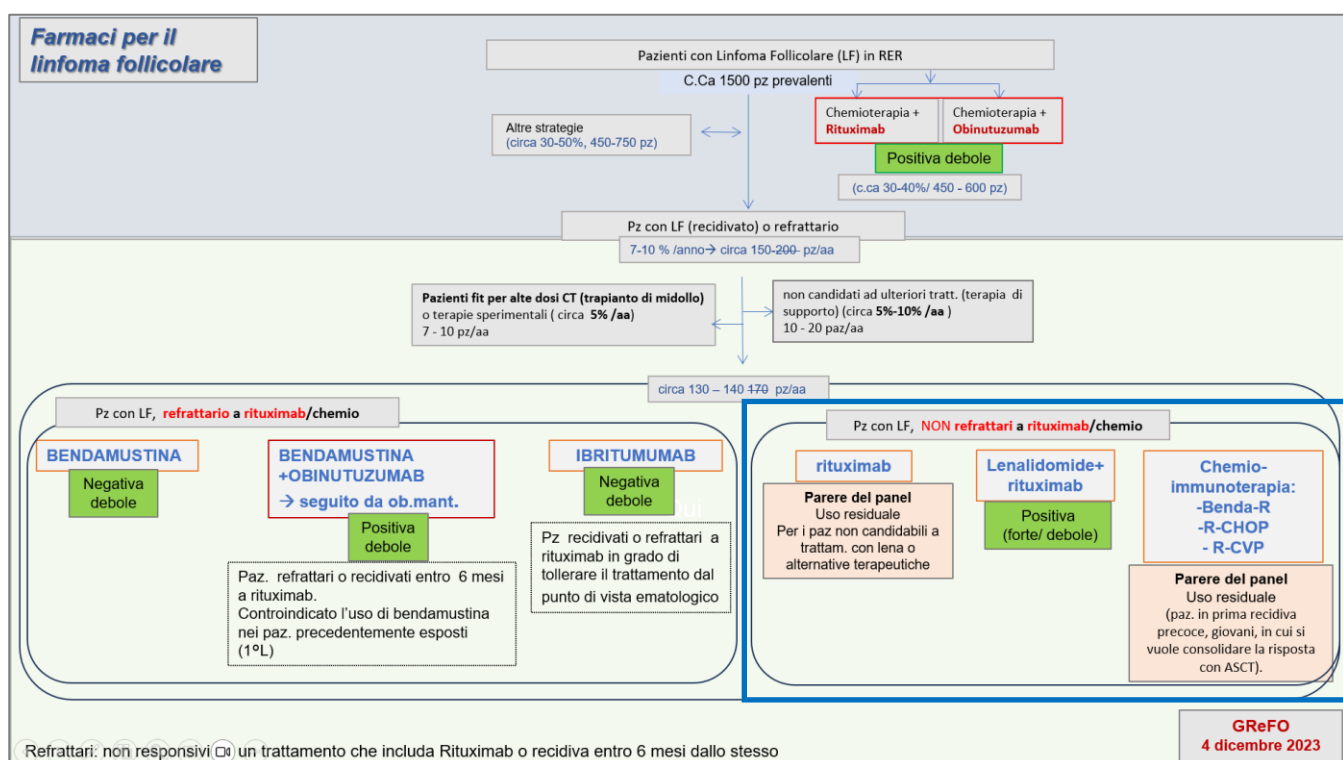 Farmaci per il
linfoma follicolare
Pazienti con Linfoma Follicolare (LF) in RER
C.Ca 1500 pz prevalenti
Altre strategie
(circa 30-50%, 450-750 pz)
Chemioterapia +
Rituximab
Chemioterapia +
Obinutuzumab
Positiva debole
(c.ca 30-40%/ 450 - 600 pz)
Pz con LF (recidivato) o refrattario
7-10 % /anno→ circa 150-200 pz/aa
Pazienti fit per alte dosi CT (trapianto di midollo)
o terapie sperimentali ( circa 5% /aa)
7 - 10 pz/aa
non candidati ad ulteriori tratt. (terapia di
supporto) (circa 5%-10% /aa )
10 - 20 paz/aa
circa 130 – 140 170 pz/aa
Pz con LF, refrattario a rituximab/chemio
BENDAMUSTINA
Negativa
debole
BENDAMUSTINA
+OBINUTUZUMAB
→ seguito da ob.mant.
Positiva
debole
Paz. refrattari o recidivati entro 6 mesi
a rituximab.
Controindicato l’uso di bendamustina
nei paz. precedentemente esposti
(1°L)
IBRITUMUMAB
Negativa
debole
Pz recidivati o refrattari a
rituximab in grado di
tollerare il trattamento dal
punto di vista ematologico
Pz con LF, NON refrattari a rituximab/chemio
rituximab
Parere del panel
Uso residuale
Per i paz non candidabili a
trattam. con lena o
alternative terapeutiche
Lenalidomide+
rituximab
Positiva
(forte/ debole)
Chemio-
immunoterapia:
-Benda-R
-R-CHOP
- R-CVP
Parere del panel
Uso residuale
(paz. in prima recidiva
precoce, giovani, in cui si
vuole consolidare la risposta
con ASCT).
Refrattari: non responsivi un trattamento che includa Rituximab o recidiva entro 6 mesi dallo stesso
GReFO
4 dicembre 2023